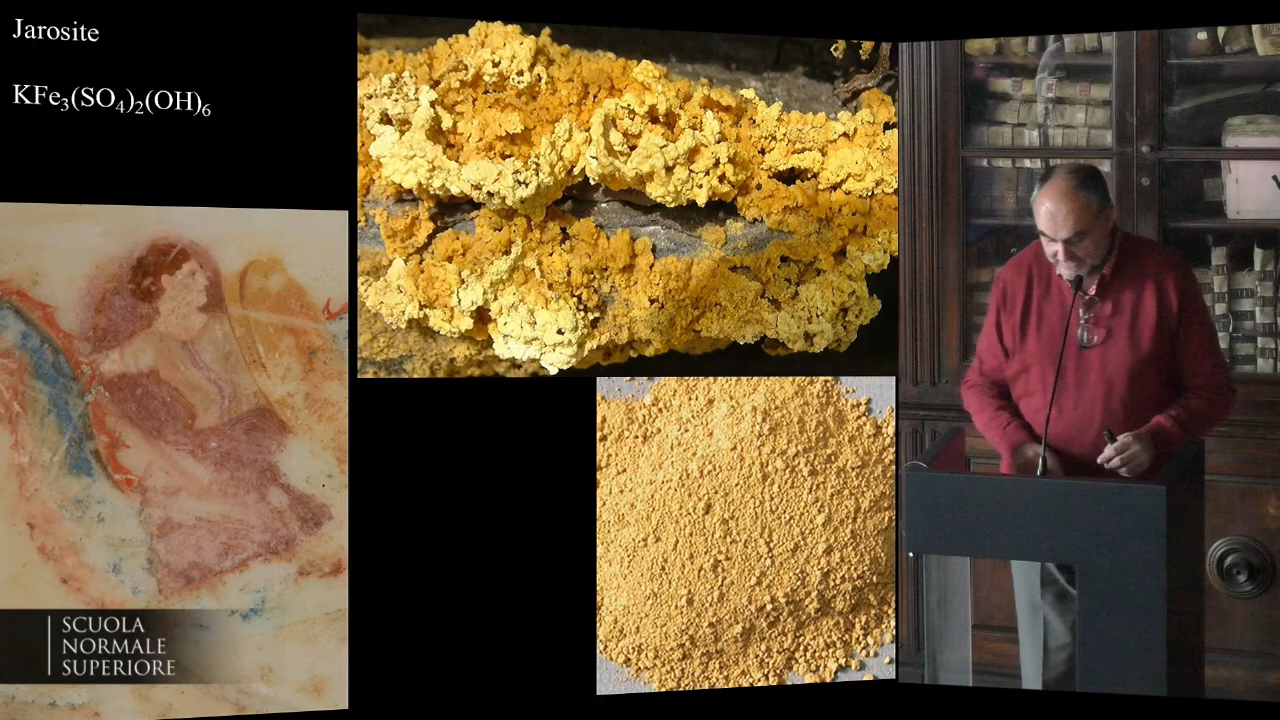 Jarosite
KFe₃(SO₄)₂(OH)₆
SCUOLA
NORMALE
SUPERIORE